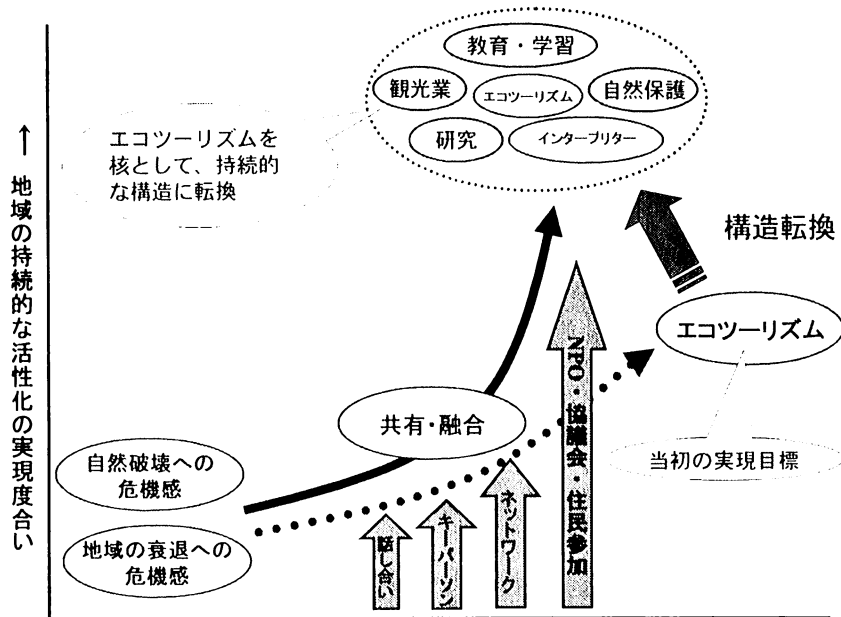 教育・学習
観光業
エコツーリズム
自然保護
研究
インタープリター
エコツーリズムを
核として、持続的
な構造に転換
↑ 地域の持続的な活性化の実現度合い
構造転換
エコツーリズム
当初の実現目標
共有・融合
自然破壊への
危機感
地域の衰退への
危機感
話し合い
キーパーソン
ネットワーク
NPO・協議会・住民参加